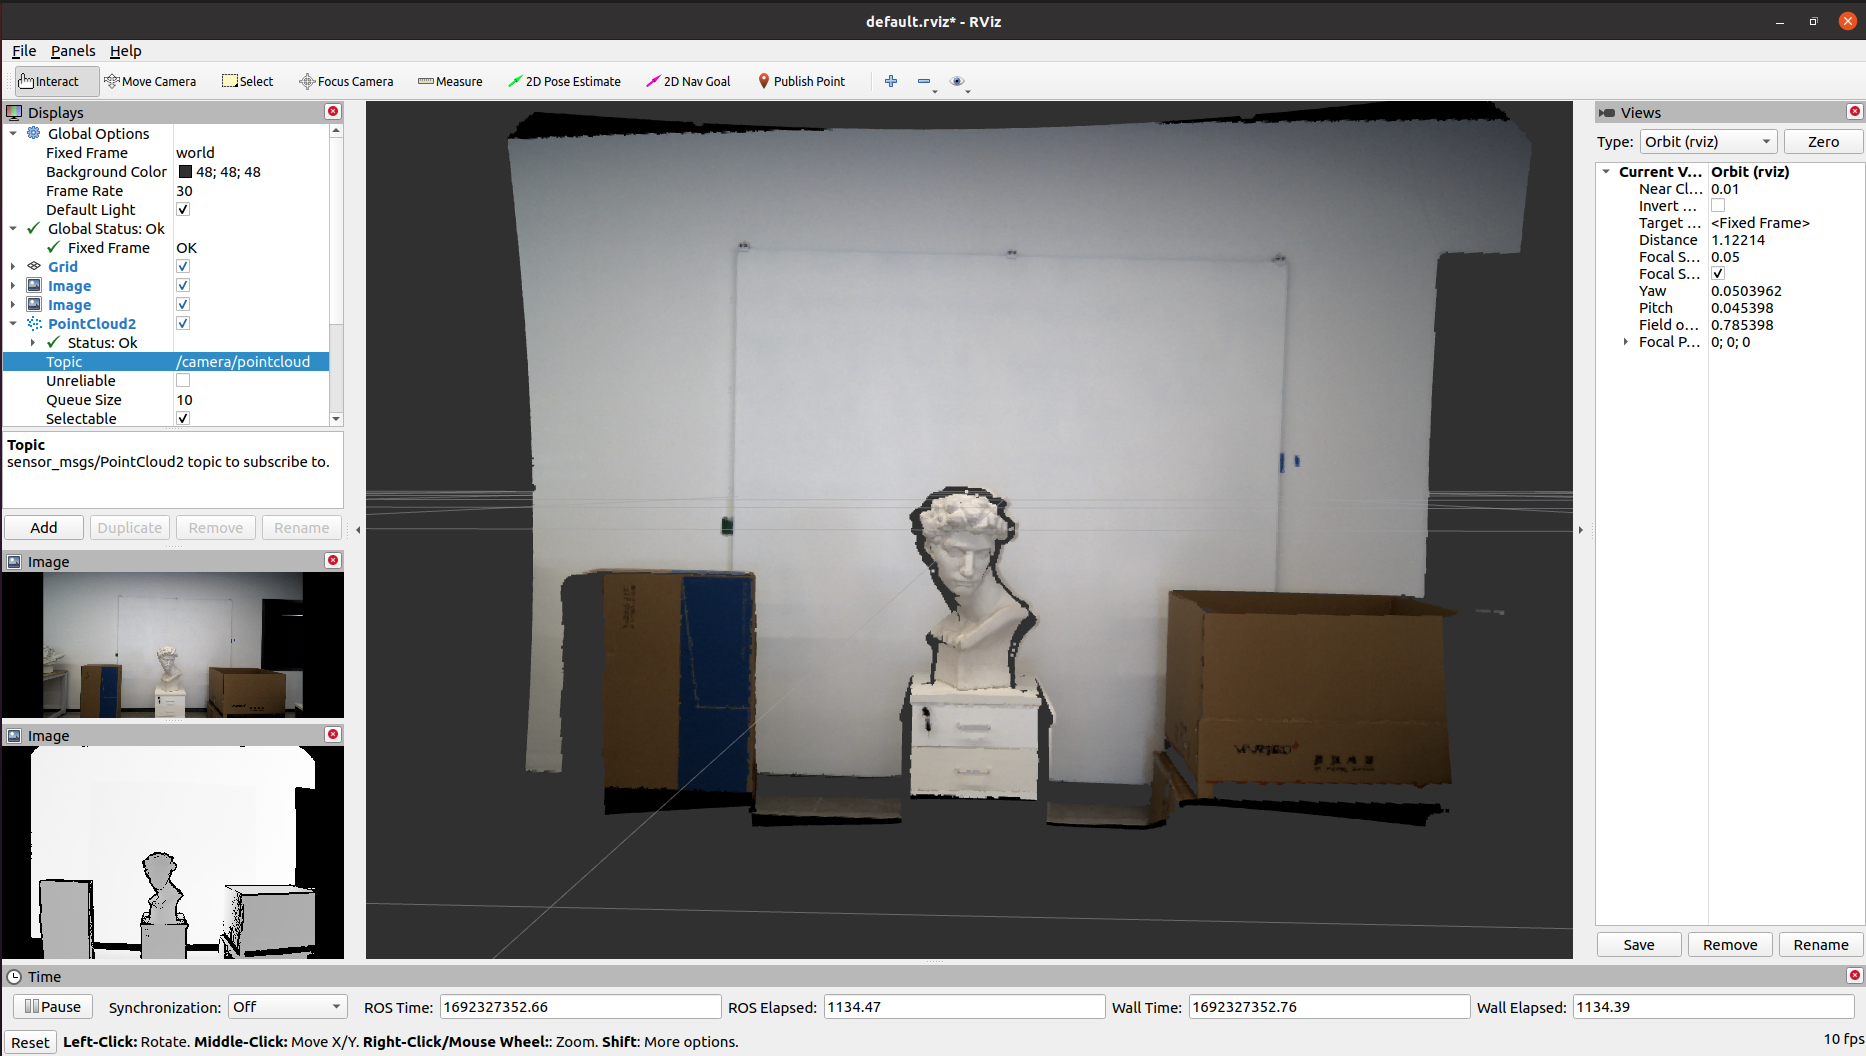 default.rviz* - RViz
File Panels Help
Interact Move Camera Select Focus Camera Measure 2D Pose Estimate 2D Nav Goal Publish Point
Displays
Global Options
Fixed Frame world
Background Color 48; 48; 48
Frame Rate 30
Default Light
Global Status: Ok
Fixed Frame OK
Grid
Image
Image
PointCloud2
Status: Ok
Topic /camera/pointcloud
Unreliable
Queue Size 10
Selectable
Topic
sensor_msgs/PointCloud2 topic to subscribe to.
Add Duplicate Remove Rename
Image
Image
Views
Type: Orbit (rviz) Zero
Current V... Orbit (rviz)
Near Cl... 0.01
Invert ...
Target ... <Fixed Frame>
Distance 1.12214
Focal S... 0.05
Focal S...
Yaw 0.0503962
Pitch 0.045398
Field o... 0.785398
Focal P... 0; 0; 0
Save Remove Rename
Time
Pause Synchronization: Off ROS Time: 1692327352.66 ROS Elapsed: 1134.47 Wall Time: 1692327352.76 Wall Elapsed: 1134.39
Reset Left-Click: Rotate. Middle-Click: Move X/Y. Right-Click/Mouse Wheel:: Zoom. Shift: More options. 10 fps